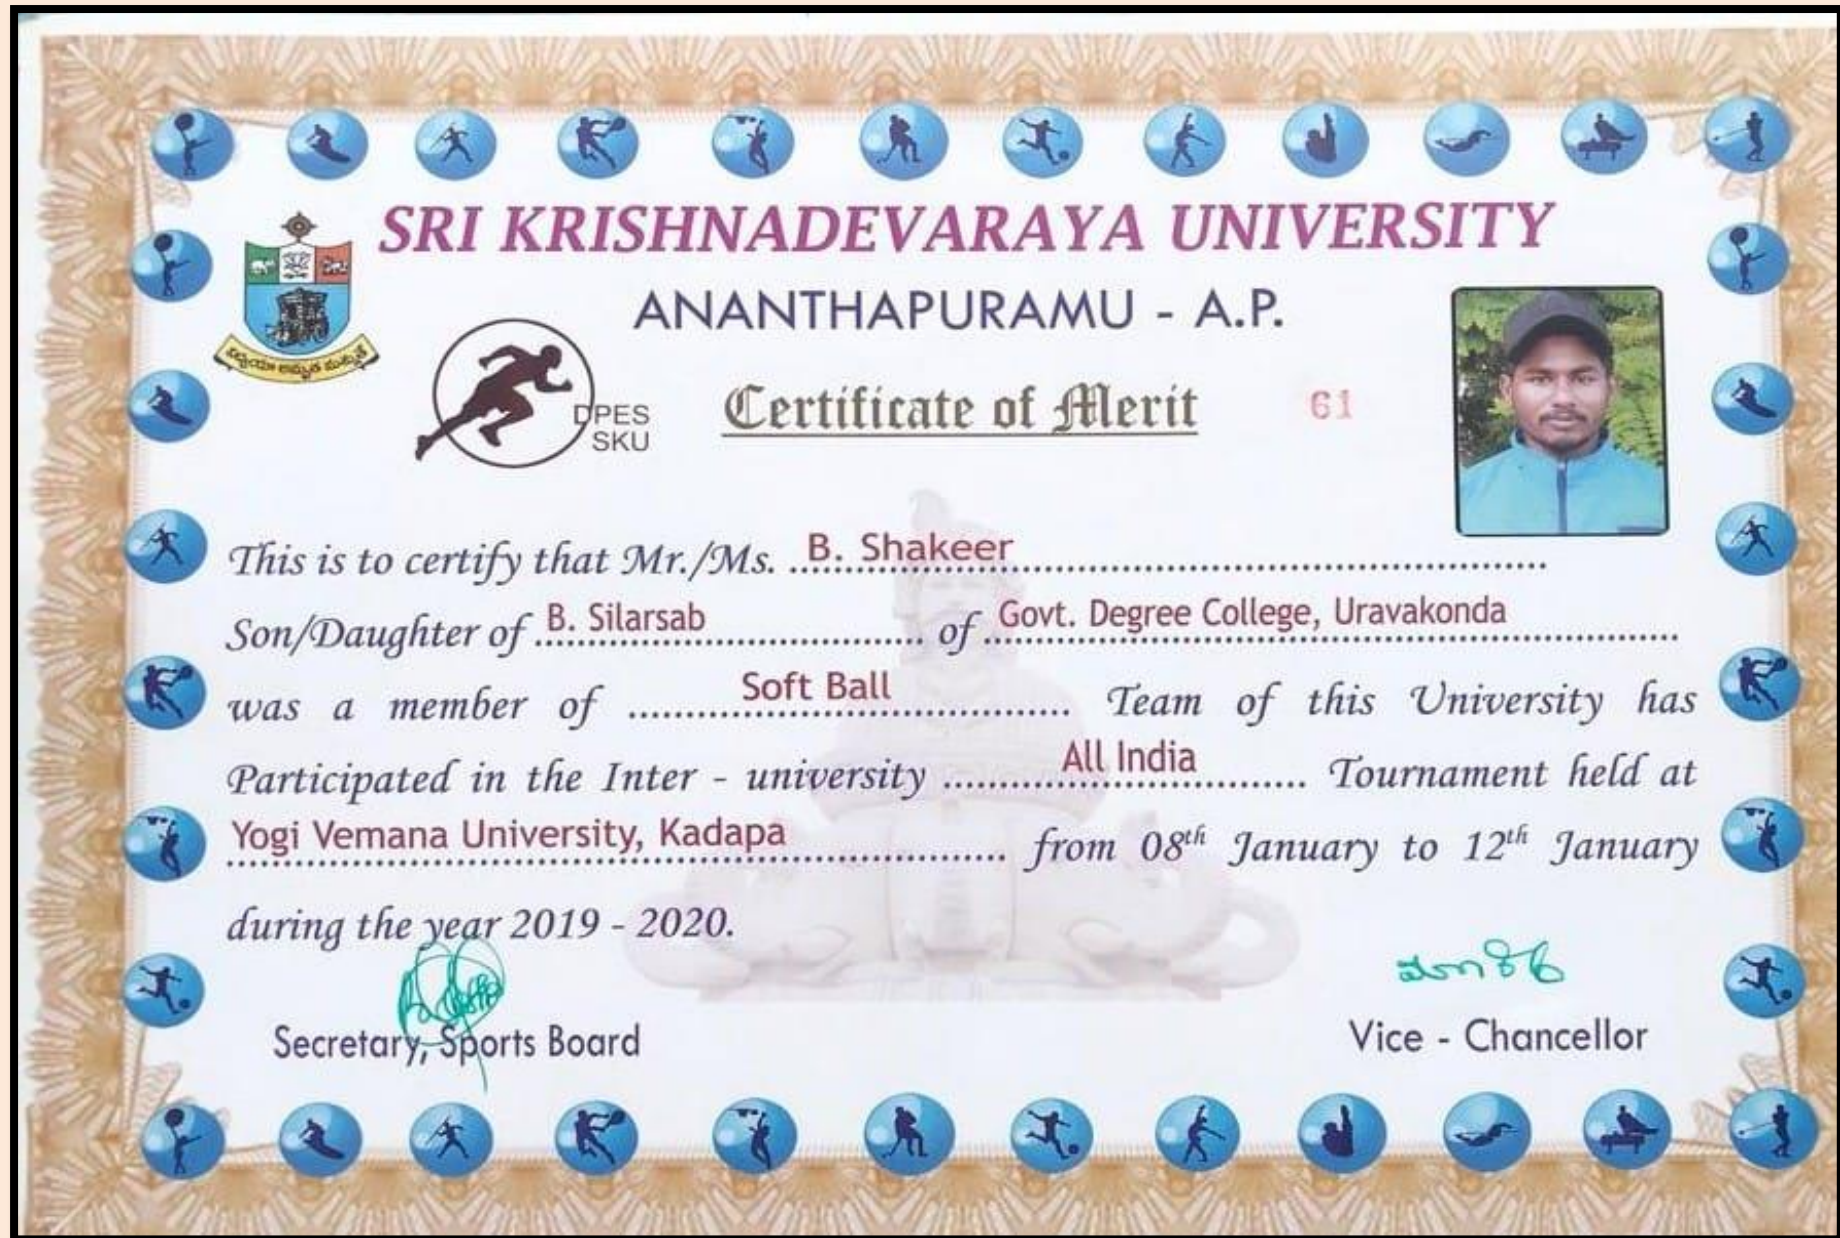 SRI KRISHNADEVARAYA UNIVERSITY
ANANTHAPURAMU - A.P.
DPES
SKU
Certificate of Merit
61
This is to certify that Mr./Ms. B. Shakeer
Son/Daughter of B. Silarsab of Govt. Degree College, Uravakonda
was a member of Soft Ball Team of this University has
Participated in the Inter - university All India Tournament held at
Yogi Vemana University, Kadapa from 08th January to 12th January
during the year 2019 - 2020.
Secretary, Sports Board
Vice - Chancellor